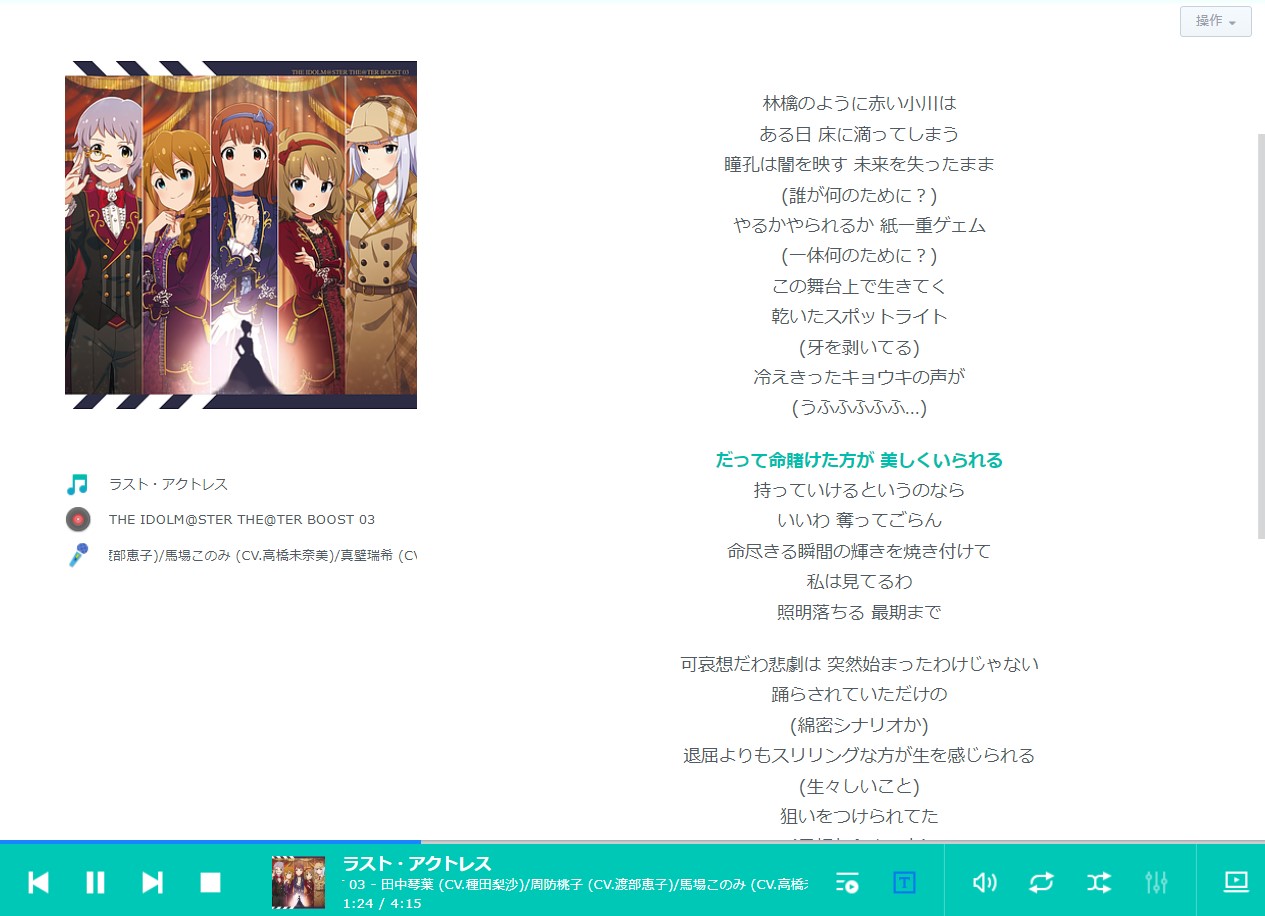 操作
THE IDOLM@STER THE@TER BOOST 03
林檎のように赤い小川は
ある日 床に滴ってしまう
瞳孔は闇を映す 未来を失ったまま
(誰が何のために？)
やるかやられるか 紙一重ゲェム
(一体何のために？)
この舞台上で生きてく
乾いたスポットライト
(牙を剥いてる)
冷えきったキョウキの声が
(うふふふふふ…)
だって命賭けた方が 美しくいられる
持っていけるというのなら
いいわ 奪ってごらん
命尽きる瞬間の輝きを焼き付けて
私は見てるわ
照明落ちる 最期まで
可哀想だわ悲劇は 突然始まったわけじゃない
踊らされていただけの
(綿密シナリオか)
退屈よりもスリリングな方が生を感じられる
(生々しいこと)
狙いをつけられてた
ラスト・アクトレス
THE IDOLM@STER THE@TER BOOST 03
部恵子)/馬場このみ (CV.高橋未奈美)/真壁瑞希 (CV
ラスト・アクトレス
03 - 田中琴葉 (CV.種田梨沙)/周防桃子 (CV.渡部恵子)/馬場このみ (CV.高橋
1:24 / 4:15
T